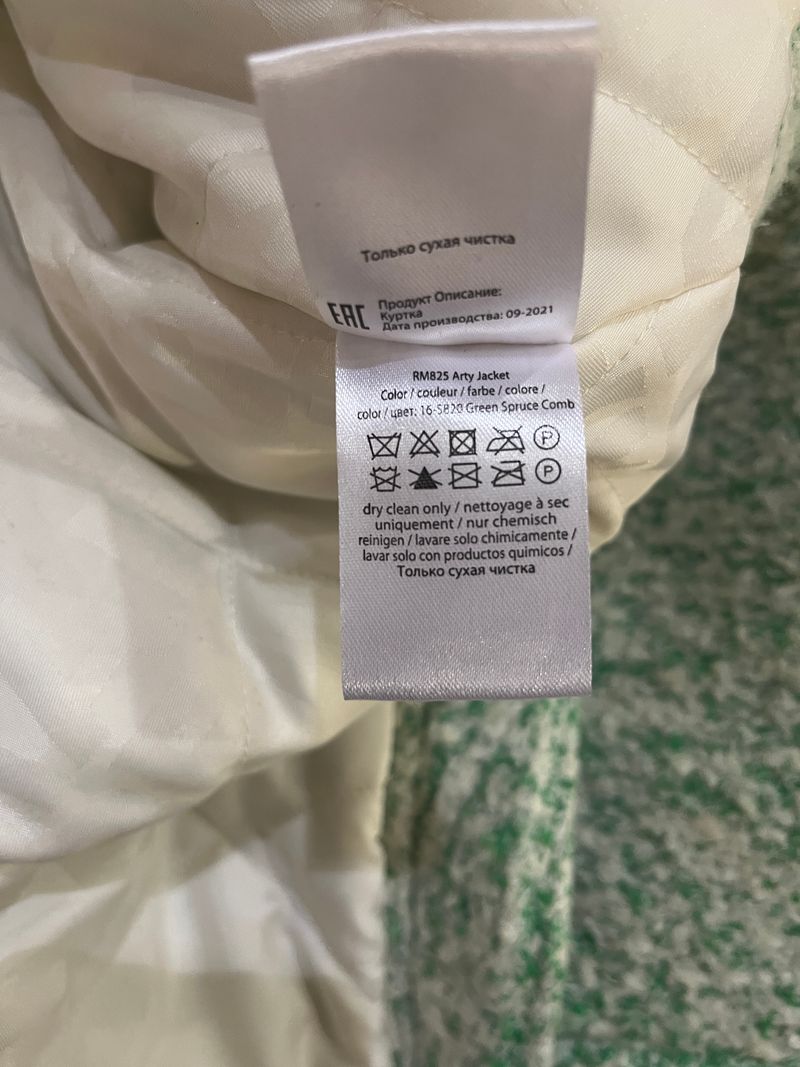 Только сухая чистка
EAC
Продукт Описание:
Куртка
Дата производства: 09-2021
RM825 Arty Jacket
Color / couleur / farbe / colore /
color / цвет: 16-5820 Green Spruce Comb
P
P
dry clean only / nettoyage à sec
uniquement / nur chemisch
reinigen / lavare solo chimicamente /
lavar solo con productos quimicos /
Только сухая чистка